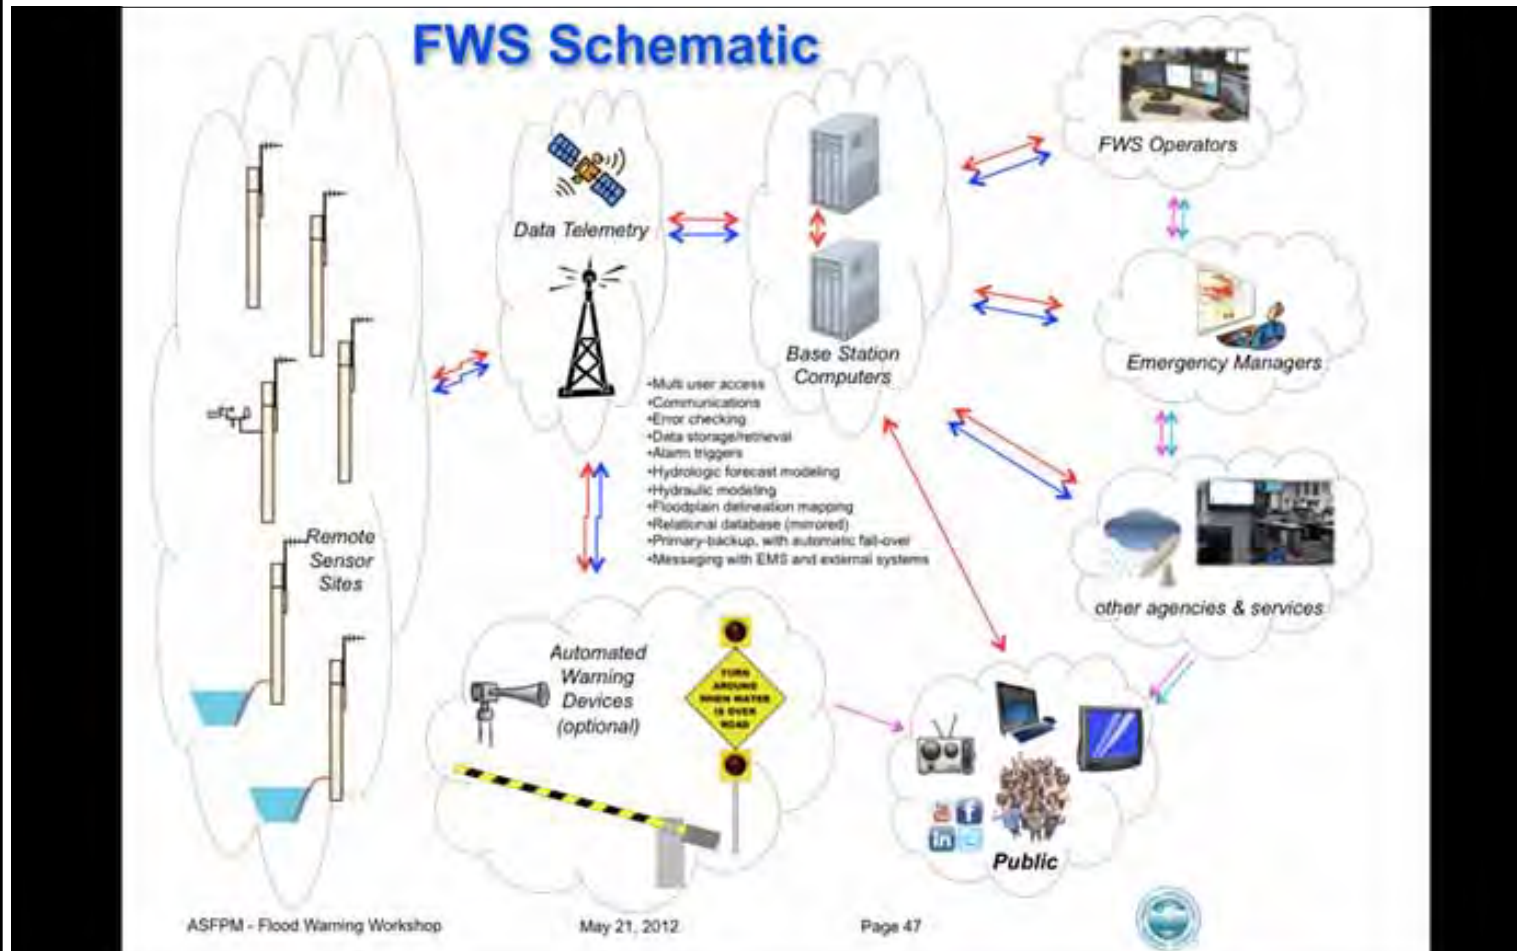 FWS Schematic
FWS Operators
Data Telemetry
Base Station
Computers
Emergency Managers
•Multi user access
•Communications
•Error checking
•Data storage/retrieval
•Alarm triggers
•Hydrologic forecast modeling
•Hydraulic modeling
•Floodplain delineation mapping
•Relational database (mirrored)
•Primary-backup, with automatic fail-over
•Messaging with EMS and external systems
Remote
Sensor
Sites
other agencies & services
Automated
Warning
Devices
(optional)
TURN
AROUND
WHEN WATER
IS OVER
ROAD
f
in
Public
ASFPM - Flood Warning Workshop
May 21, 2012
Page 47